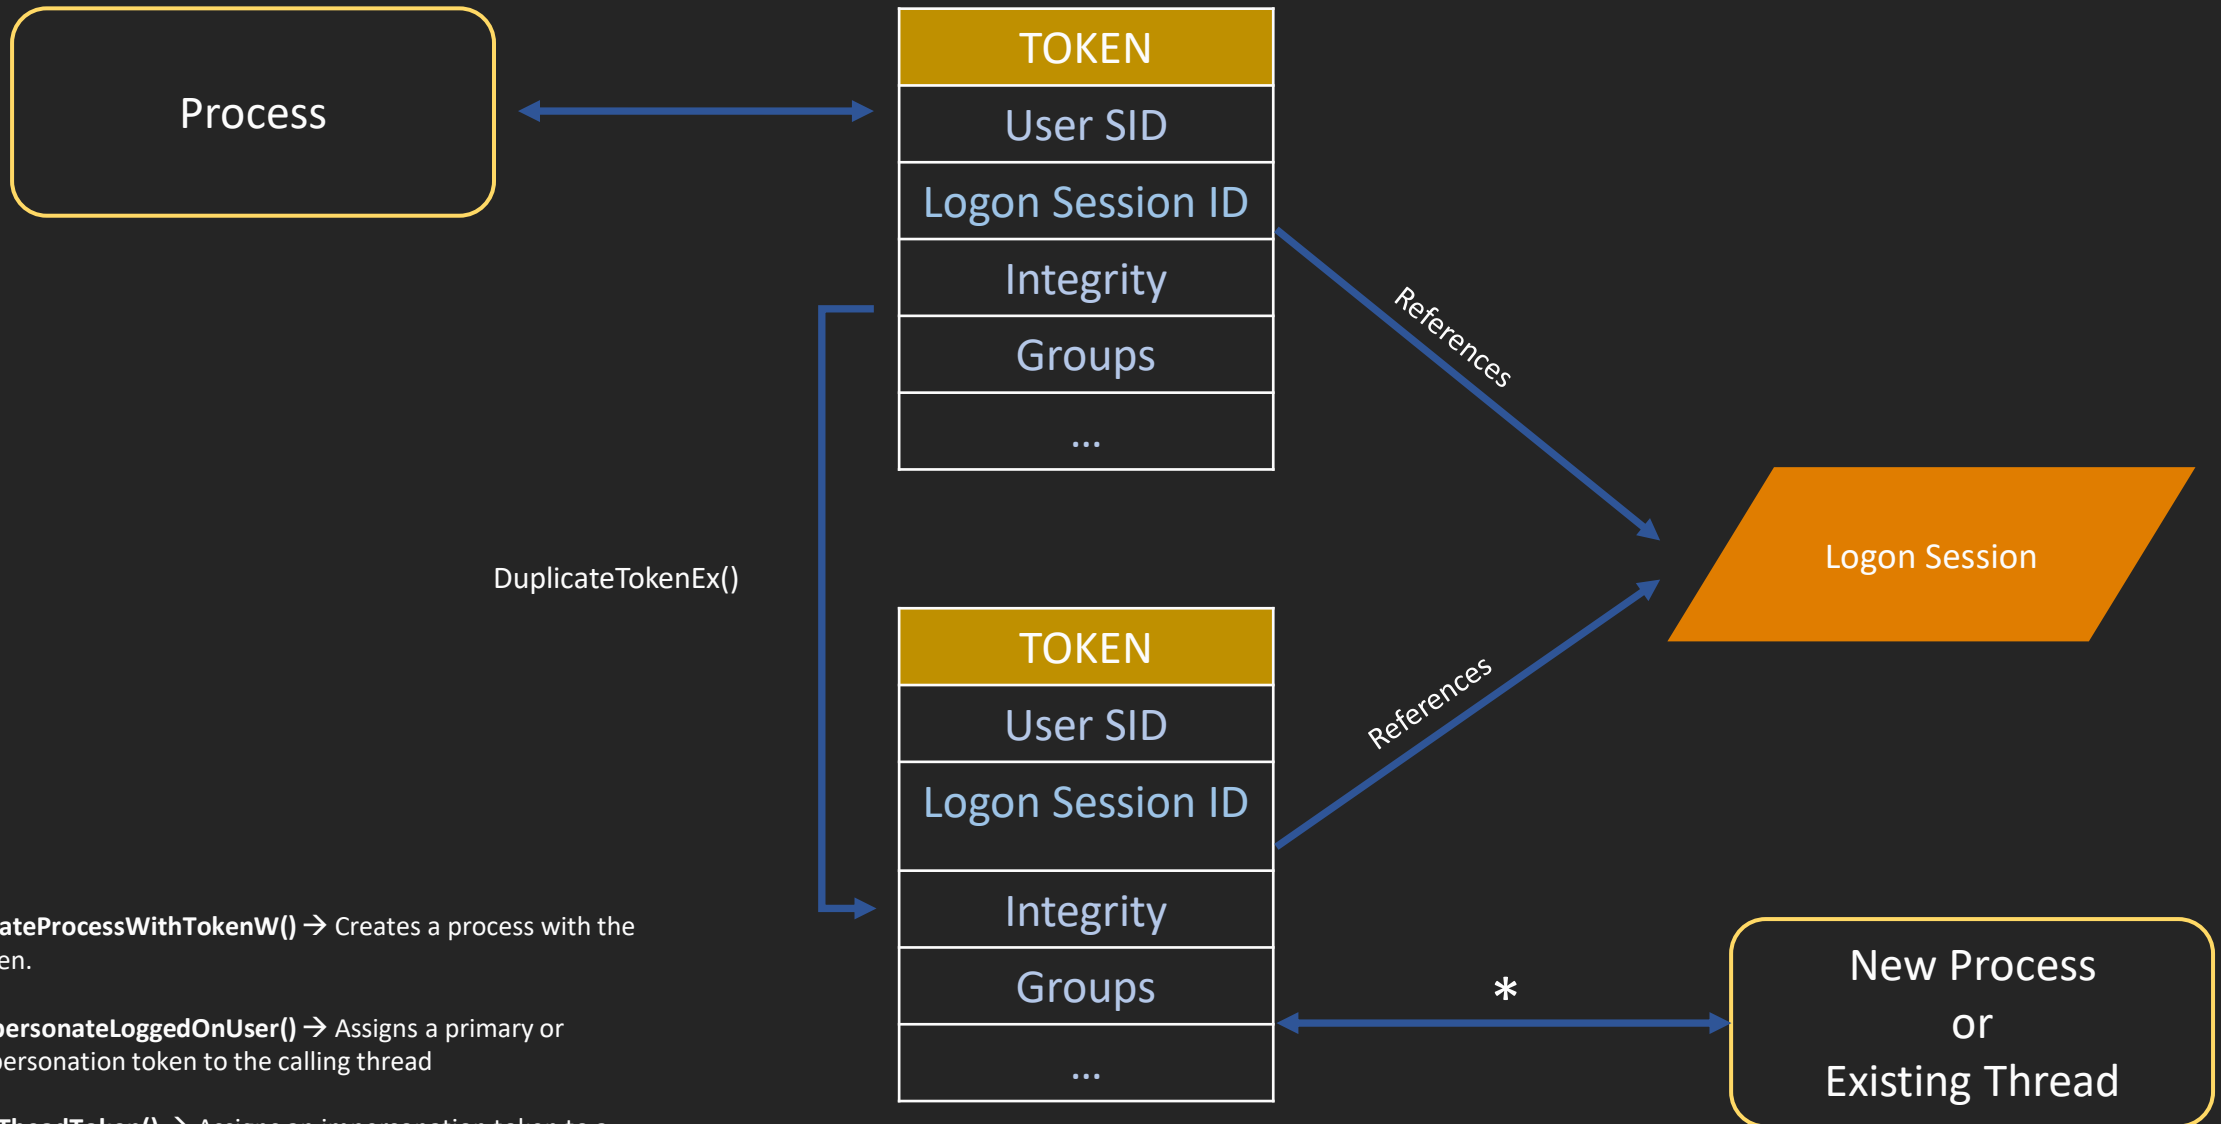 Process
TOKEN
User SID
Logon Session ID
Integrity
Groups
...
References
Logon Session
DuplicateTokenEx()
TOKEN
User SID
Logon Session ID
Integrity
Groups
...
References
*
New Process
or
Existing Thread
ateProcessWithTokenW() → Creates a process with the
en.
personateLoggedOnUser() → Assigns a primary or
personation token to the calling thread